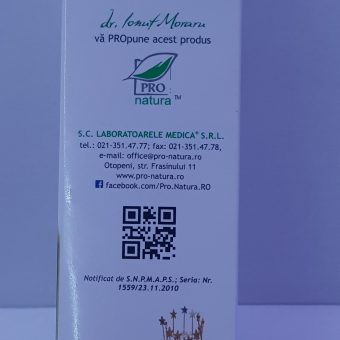 dr. Ionuț Moraru
vă PROpune acest produs
PRO
natura™
S.C. LABORATOARELE MEDICA® S.R.L.
tel.: 021-351.47.77; fax: 021-351.47.78,
e-mail: office@pro-natura.ro
Otopeni, str. Frasinului 11
www.pro-natura.ro
facebook.com/Pro.Natura.RO
Notificat de S.N.P.M.A.P.S.; Seria: Nr.
1559/23.11.2010